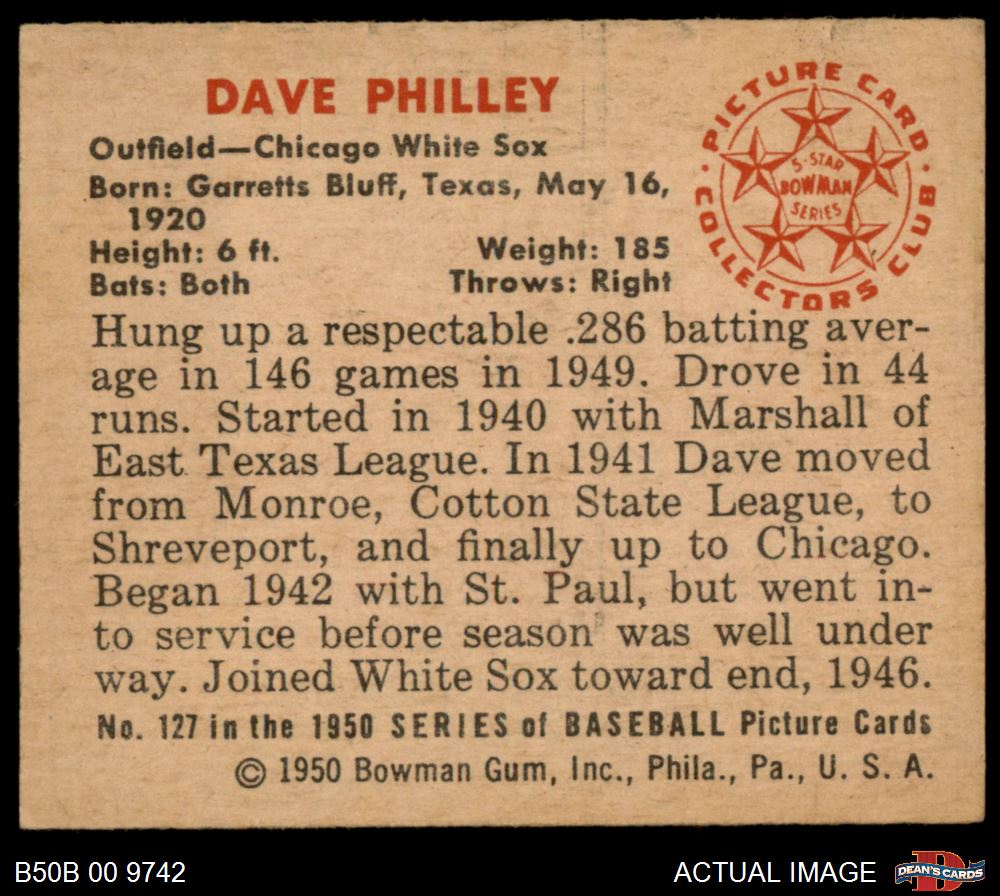 DAVE PHILLEY
Outfield—Chicago White Sox
Born: Garretts Bluff, Texas, May 16,
1920
Height: 6 ft. Weight: 185
Bats: Both Throws: Right
PICTURE CARD
COLLECTORS CLUB
5-STAR
BOWMAN
SERIES
Hung up a respectable .286 batting aver-
age in 146 games in 1949. Drove in 44
runs. Started in 1940 with Marshall of
East Texas League. In 1941 Dave moved
from Monroe, Cotton State League, to
Shreveport, and finally up to Chicago.
Began 1942 with St. Paul, but went in-
to service before season was well under
way. Joined White Sox toward end, 1946.
No. 127 in the 1950 SERIES of BASEBALL Picture Cards
© 1950 Bowman Gum, Inc., Phila., Pa., U. S. A.
B50B 00 9742
ACTUAL IMAGE
D
DEAN'S CARDS